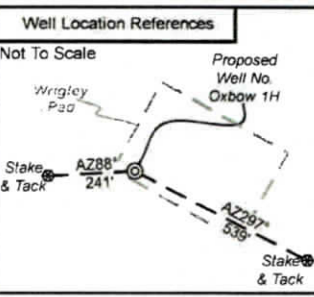 Well Location References
Not To Scale
Proposed
Well No.
Oxbow 1H
Wrigley
Pad
Stake
& Tack
AZ88°
241'
AZ297°
539'
Stake
& Tack